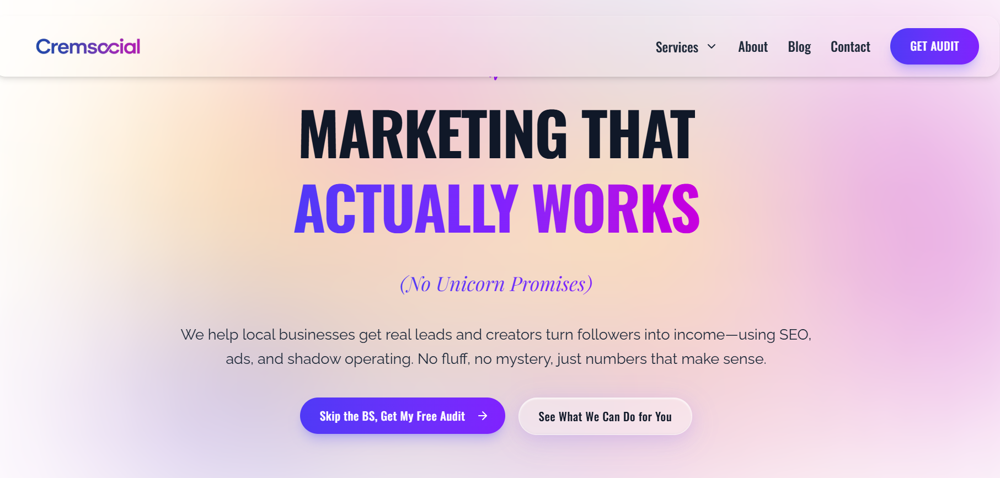 Cremsocial
Services
About
Blog
Contact
GET AUDIT
MARKETING THAT
ACTUALLY WORKS
(No Unicorn Promises)
We help local businesses get real leads and creators turn followers into income—using SEO,
ads, and shadow operating. No fluff, no mystery, just numbers that make sense.
Skip the BS, Get My Free Audit
See What We Can Do for You